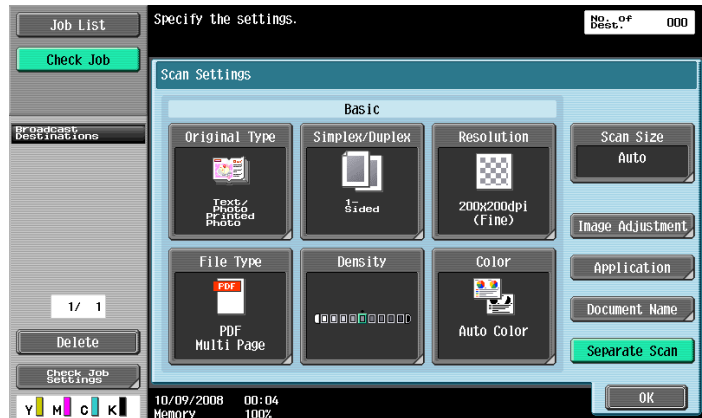 Job List
Check Job
Broadcast
Destinations
1/ 1
Delete
Check Job
Settings
Y M C K
Specify the settings.
No. of
Dest.
000
Scan Settings
Basic
Original Type
Text/
Photo
Printed
Photo
Simplex/Duplex
1-
Sided
Resolution
200x200dpi
(Fine)
File Type
PDF
PDF
Multi Page
Density
Color
Auto Color
Scan Size
Auto
Image Adjustment
Application
Document Name
Separate Scan
10/09/2008 00:04
Memory 100%
OK